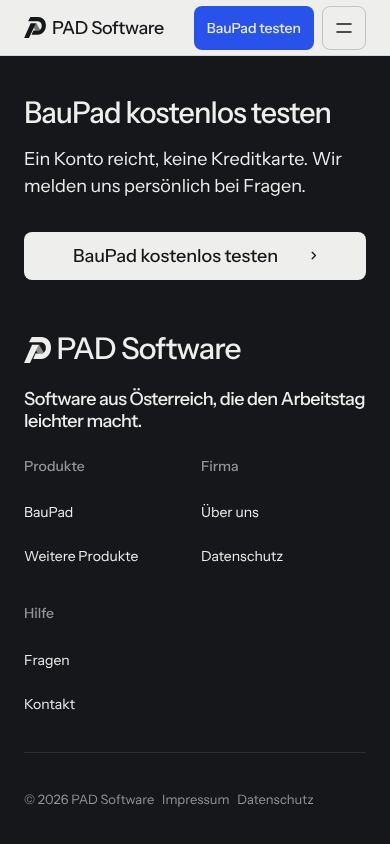 PAD Software
BauPad testen
BauPad kostenlos testen
Ein Konto reicht, keine Kreditkarte. Wir
melden uns persönlich bei Fragen.
BauPad kostenlos testen
PAD Software
Software aus Österreich, die den Arbeitstag
leichter macht.
Produkte
BauPad
Weitere Produkte
Firma
Über uns
Datenschutz
Hilfe
Fragen
Kontakt
© 2026 PAD Software Impressum Datenschutz